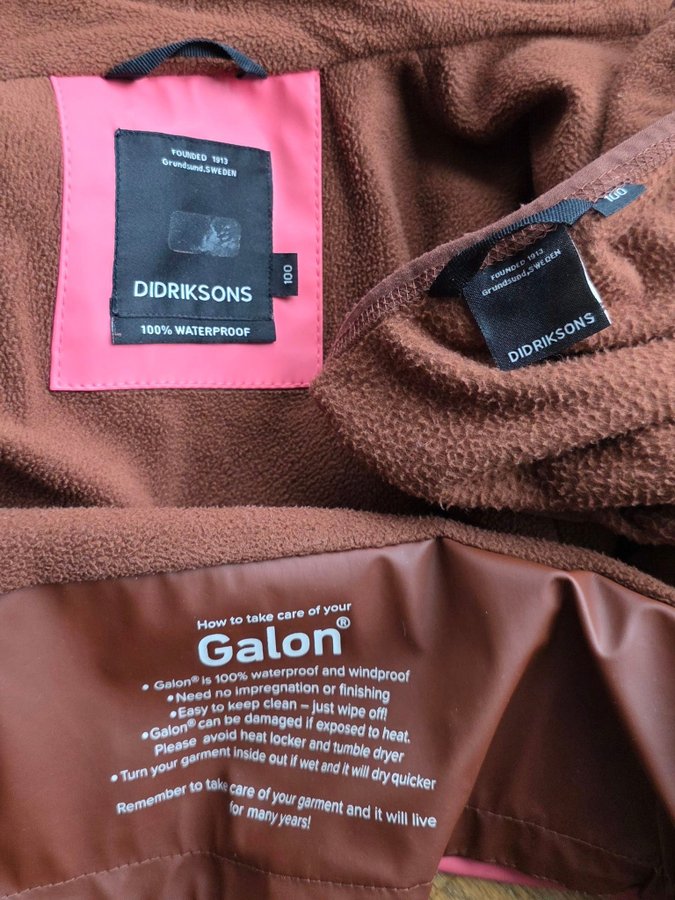 FOUNDED 1913
Grundsund.SWEDEN
DIDRIKSONS
100
100% WATERPROOF
100
FOUNDED 1913
Grundsund,SWEDEN
DIDRIKSONS
How to take care of your
Galon®
• Galon® is 100% waterproof and windproof
•Need no impregnation or finishing
•Easy to keep clean – just wipe off!
•Galon® can be damaged if exposed to heat.
Please avoid heat locker and tumble dryer
•Turn your garment inside out if wet and it will dry quicker
Remember to take care of your garment and it will live
for many years!